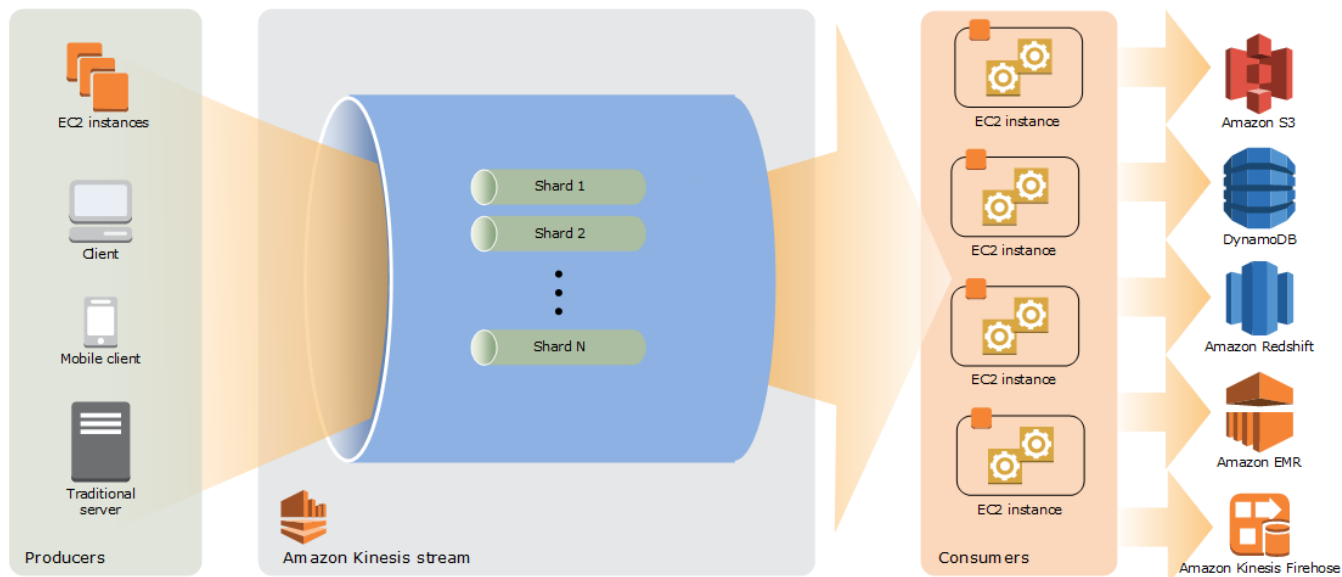 EC2 instances
Client
Mobile client
Traditional
server
Producers
Shard 1
Shard 2
Shard N
Amazon Kinesis stream
EC2 instance
EC2 instance
EC2 instance
EC2 instance
Consumers
Amazon S3
DynamoDB
Amazon Redshift
Amazon EMR
Amazon Kinesis Firehose